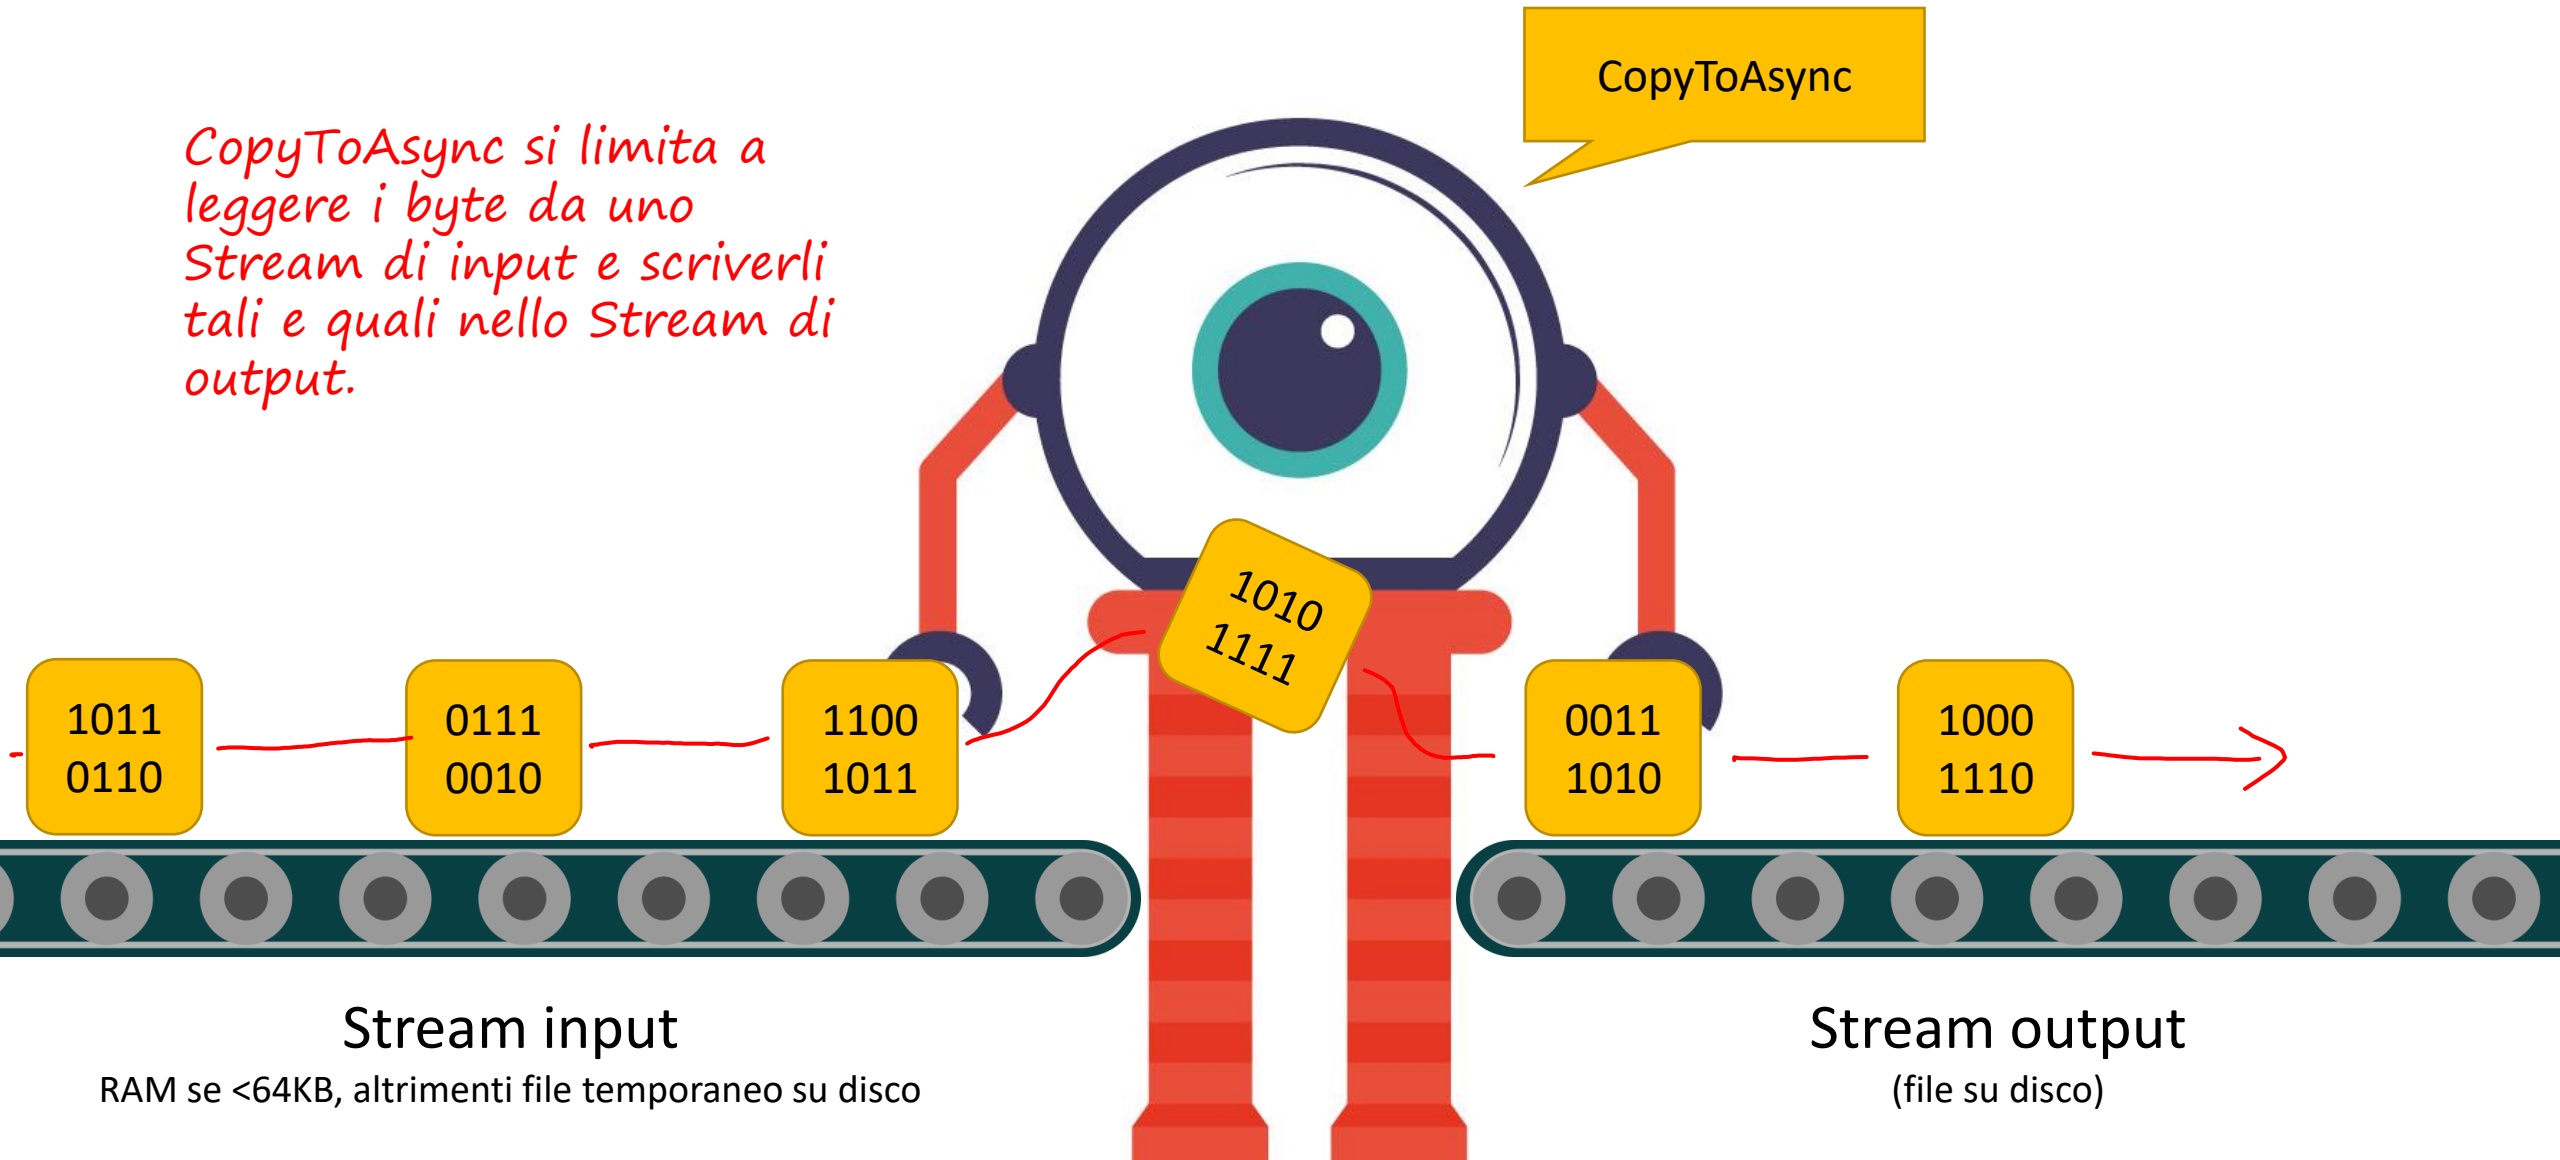 CopyToAsync
CopyToAsync si limita a
leggere i byte da uno
Stream di input e scriverli
tali e quali nello Stream di
output.
1010
1111
1011
0110
0111
0010
1100
1011
0011
1010
1000
1110
Stream input
RAM se <64KB, altrimenti file temporaneo su disco
Stream output
(file su disco)